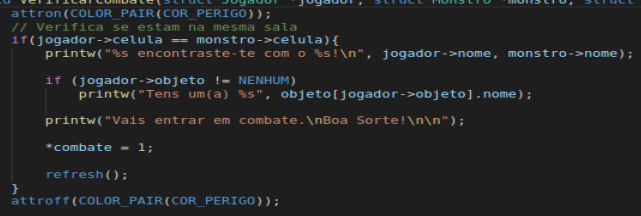 verificarCombate(struct Jogador *jogador, struct Monstro *monstro, struct
attron(COLOR_PAIR(COR_PERIGO));
// Verifica se estam na mesma sala
if(jogador->celula == monstro->celula){
printw("%s encontraste-te com o %s!\n", jogador->nome, monstro->nome);
if (jogador->objeto != NENHUM)
printw("Tens um(a) %s", objeto[jogador->objeto].nome);
printw("Vais entrar em combate.\nBoa Sorte!\n\n");
*combate = 1;
refresh();
}
attroff(COLOR_PAIR(COR_PERIGO));